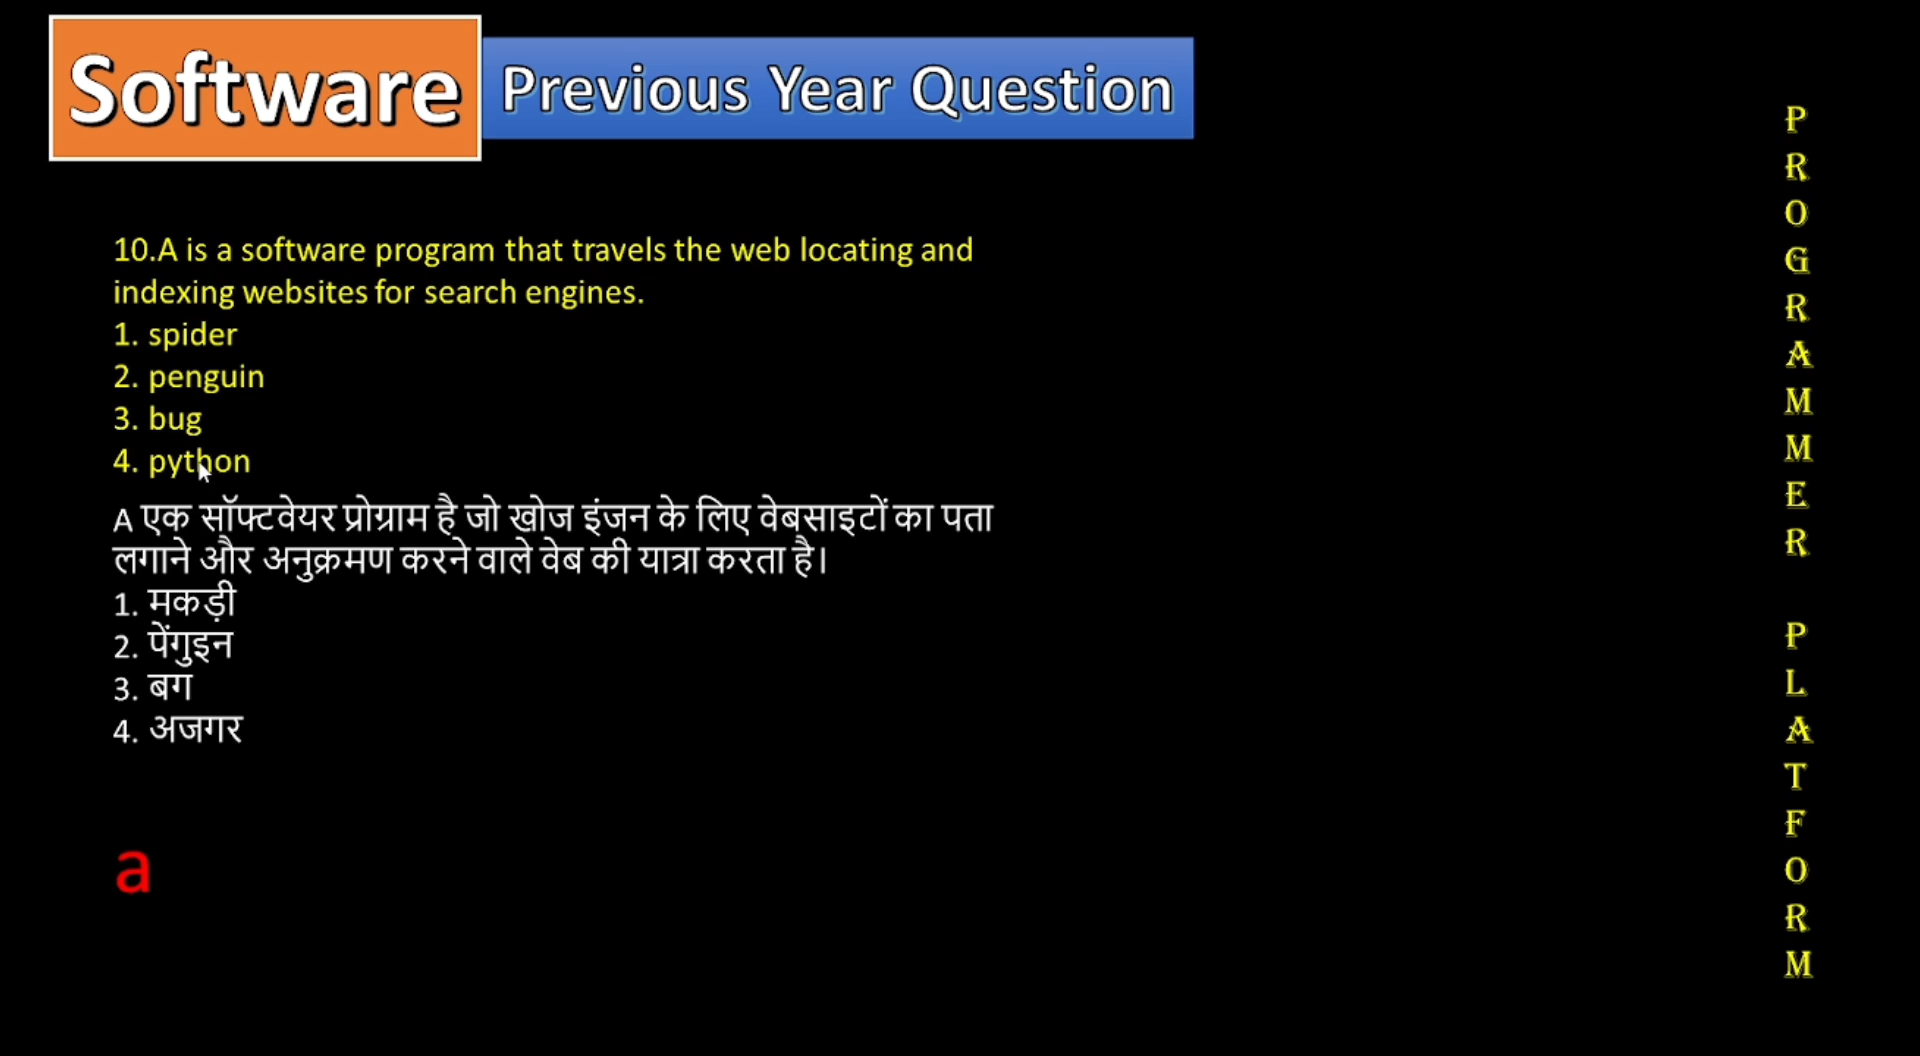 Software
Previous Year Question
10.A is a software program that travels the web locating and
indexing websites for search engines.
1. spider
2. penguin
3. bug
4. python
A एक सॉफ्टवेयर प्रोग्राम है जो खोज इंजन के लिए वेबसाइटों का पता
लगाने और अनुक्रमण करने वाले वेब की यात्रा करता है।
1. मकड़ी
2. पेंगुइन
3. बग
4. अजगर
a
PROGRAMMER PLATFORM